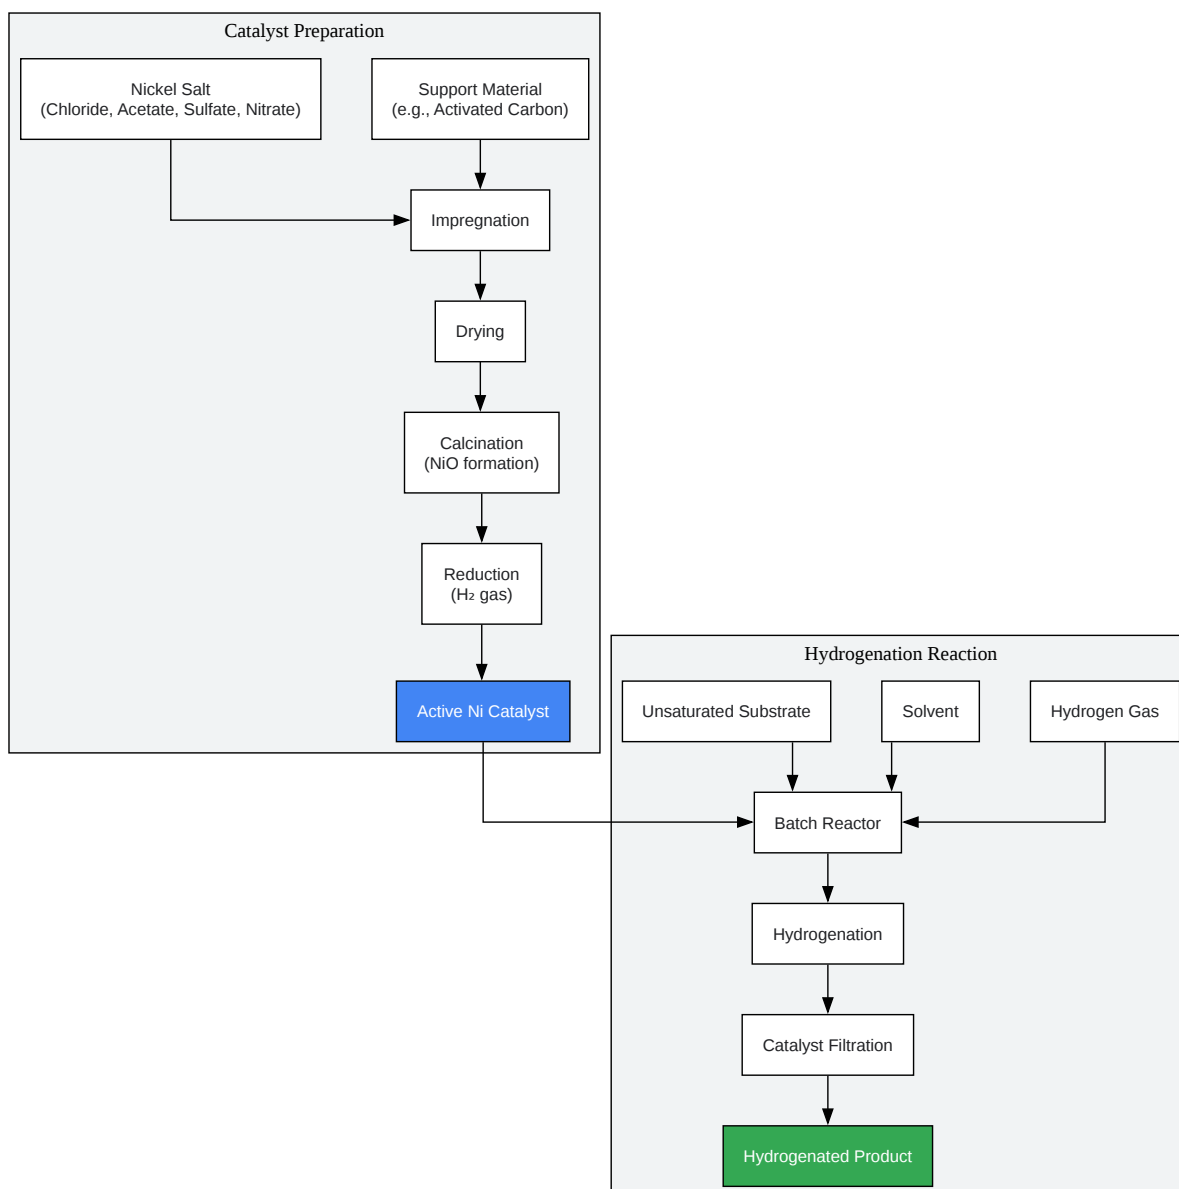 Catalyst Preparation
Nickel Salt
(Chloride, Acetate, Sulfate, Nitrate)
Support Material
(e.g., Activated Carbon)
Impregnation
Drying
Calcination
(NiO formation)
Reduction
(H₂ gas)
Active Ni Catalyst
Hydrogenation Reaction
Unsaturated Substrate
Solvent
Hydrogen Gas
Batch Reactor
Hydrogenation
Catalyst Filtration
Hydrogenated Product